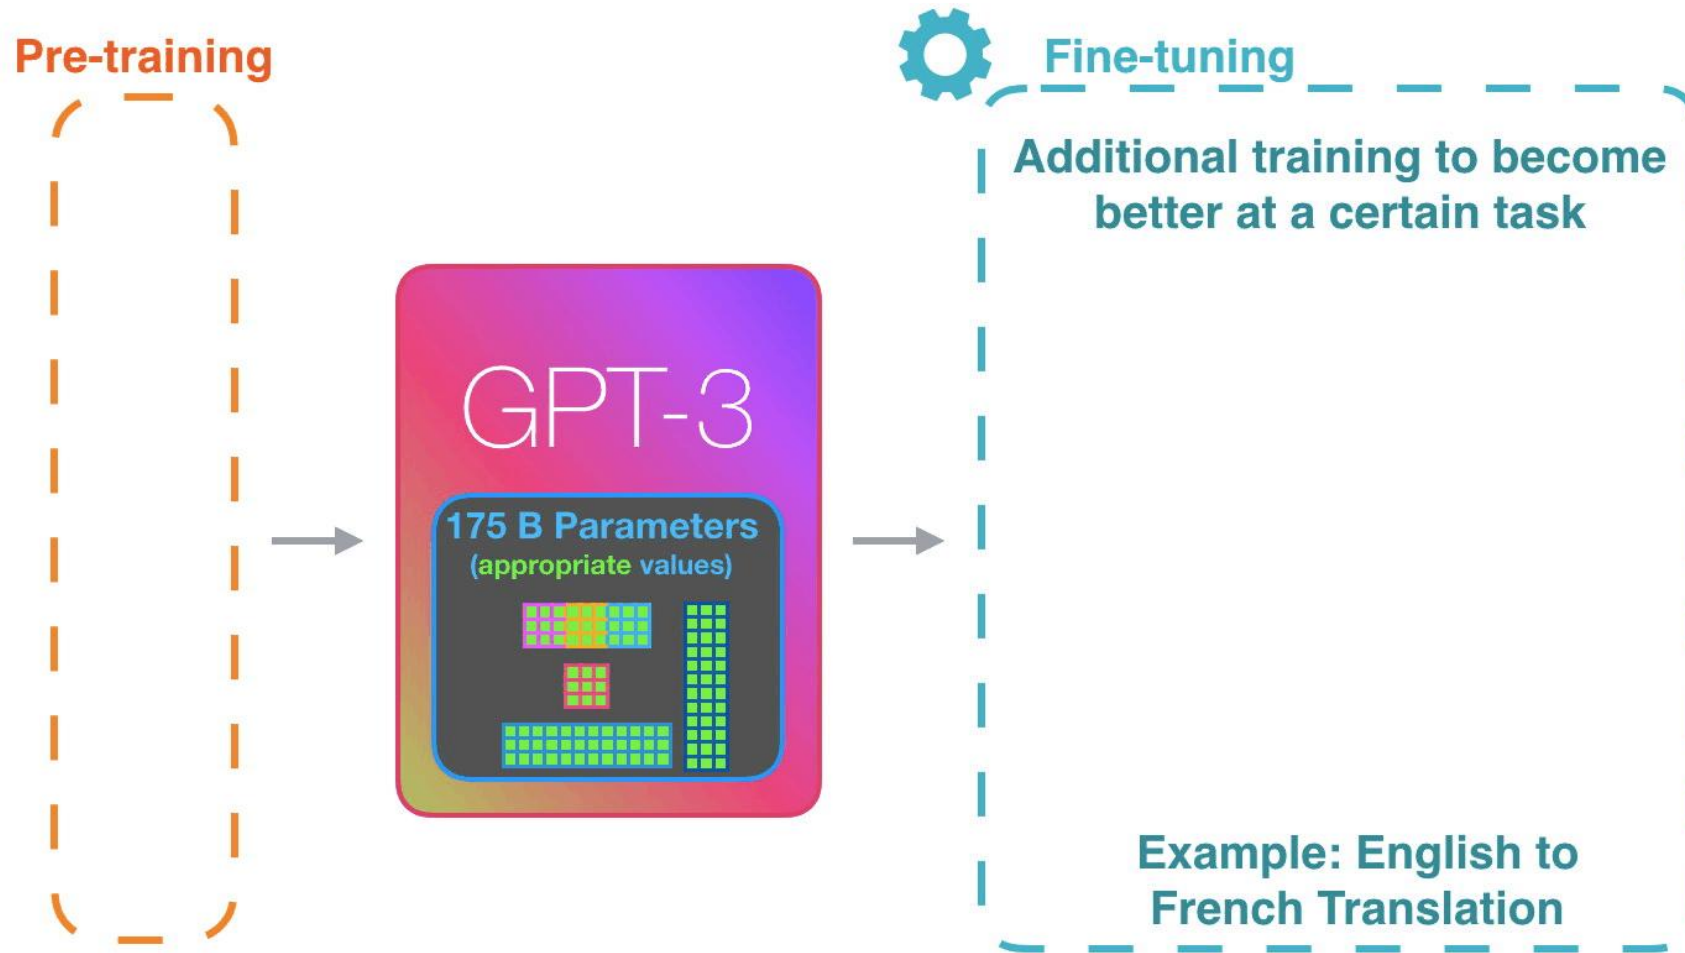 Pre-training
Fine-tuning
Additional training to become
better at a certain task
GPT-3
175 B Parameters
(appropriate values)
Example: English to
French Translation